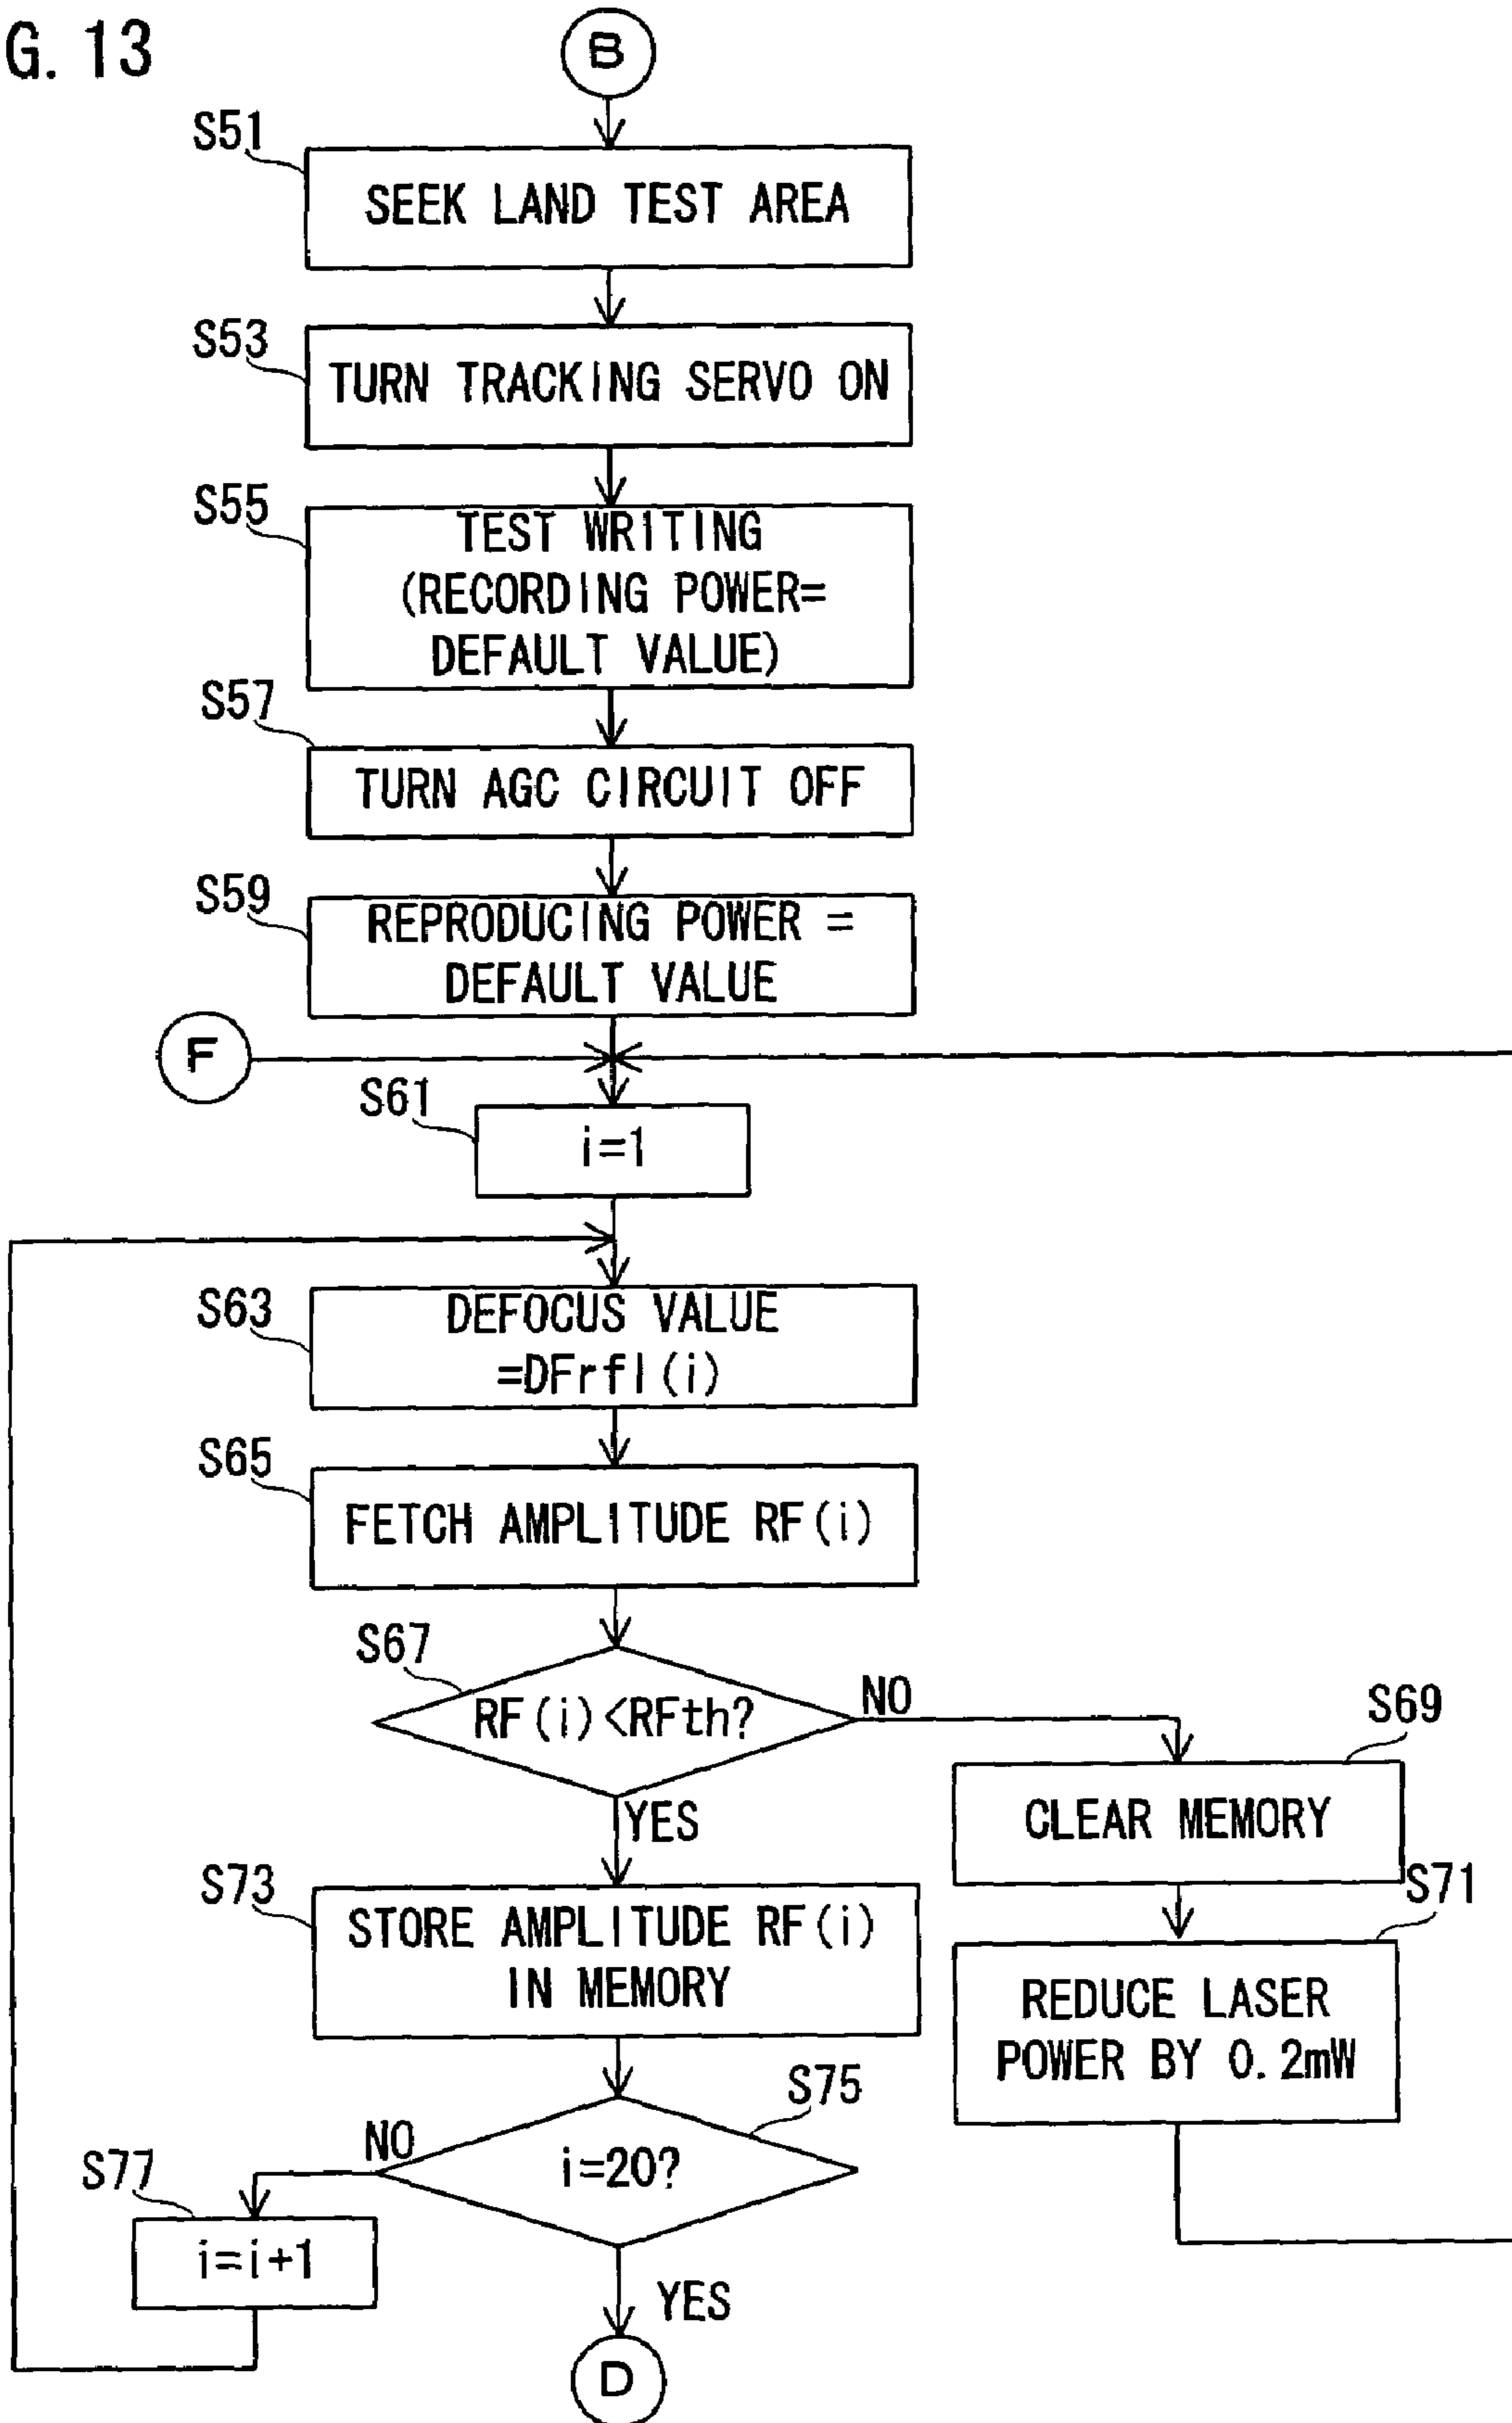 G. 13
B
S51
SEEK LAND TEST AREA
S53
TURN TRACKING SERVO ON
S55
TEST WRITING
(RECORDING POWER=
DEFAULT VALUE)
S57
TURN AGC CIRCUIT OFF
S59
REPRODUCING POWER =
DEFAULT VALUE
F
S61
i=1
S63
DEFOCUS VALUE
=DFrfl(i)
S65
FETCH AMPLITUDE RF(i)
S67
RF(i)<RFth?
NO
S69
CLEAR MEMORY
YES
S71
REDUCE LASER
POWER BY 0.2mW
S73
STORE AMPLITUDE RF(i)
IN MEMORY
S75
i=20?
NO
S77
i=i+1
YES
D